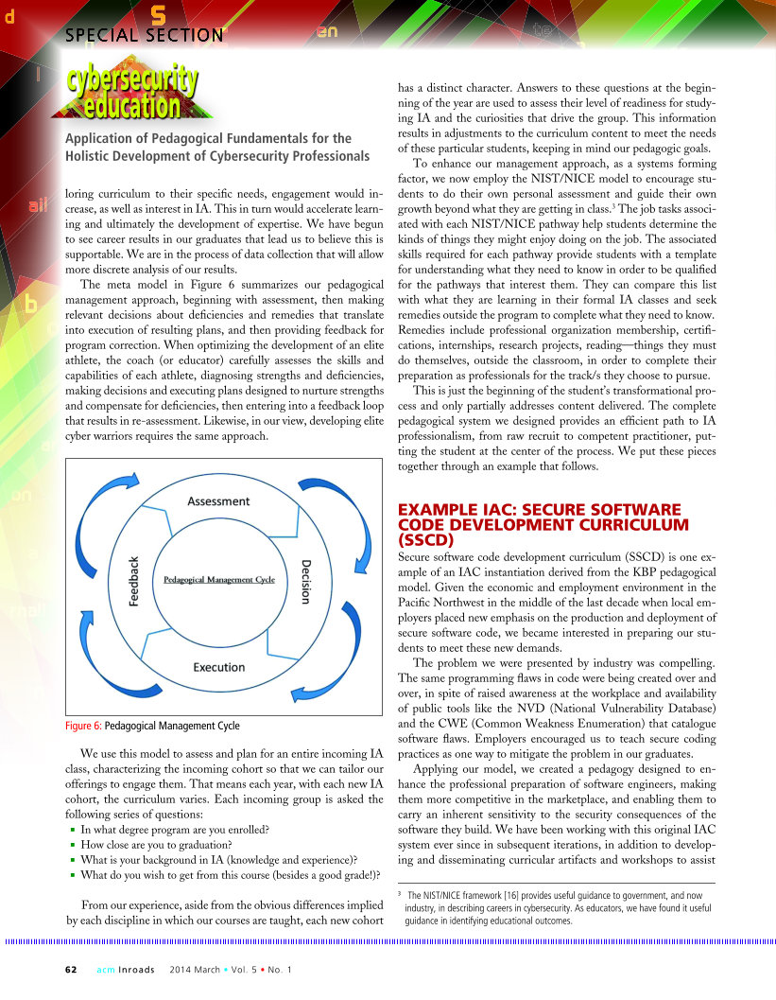 SPECIAL SECTION
cybersecurity
education
Application of Pedagogical Fundamentals for the
Holistic Development of Cybersecurity Professionals
loring curriculum to their specific needs, engagement would in-
crease, as well as interest in IA. This in turn would accelerate learn-
ing and ultimately the development of expertise. We have begun
to see career results in our graduates that lead us to believe this is
supportable. We are in the process of data collection that will allow
more discrete analysis of our results.
The meta model in Figure 6 summarizes our pedagogical
management approach, beginning with assessment, then making
relevant decisions about deficiencies and remedies that translate
into execution of resulting plans, and then providing feedback for
program correction. When optimizing the development of an elite
athlete, the coach (or educator) carefully assesses the skills and
capabilities of each athlete, diagnosing strengths and deficiencies,
making decisions and executing plans designed to nurture strengths
and compensate for deficiencies, then entering into a feedback loop
that results in re-assessment. Likewise, in our view, developing elite
cyber warriors requires the same approach.
Assessment
Feedback
Pedagogical Management Cycle
Decision
Execution
Figure 6: Pedagogical Management Cycle
We use this model to assess and plan for an entire incoming IA
class, characterizing the incoming cohort so that we can tailor our
offerings to engage them. That means each year, with each new IA
cohort, the curriculum varies. Each incoming group is asked the
following series of questions:
▪ In what degree program are you enrolled?
▪ How close are you to graduation?
▪ What is your background in IA (knowledge and experience)?
▪ What do you wish to get from this course (besides a good grade!)?
From our experience, aside from the obvious differences implied
by each discipline in which our courses are taught, each new cohort
has a distinct character. Answers to these questions at the begin-
ning of the year are used to assess their level of readiness for study-
ing IA and the curiosities that drive the group. This information
results in adjustments to the curriculum content to meet the needs
of these particular students, keeping in mind our pedagogic goals.
To enhance our management approach, as a systems forming
factor, we now employ the NIST/NICE model to encourage stu-
dents to do their own personal assessment and guide their own
growth beyond what they are getting in class.³ The job tasks associ-
ated with each NIST/NICE pathway help students determine the
kinds of things they might enjoy doing on the job. The associated
skills required for each pathway provide students with a template
for understanding what they need to know in order to be qualified
for the pathways that interest them. They can compare this list
with what they are learning in their formal IA classes and seek
remedies outside the program to complete what they need to know.
Remedies include professional organization membership, certifi-
cations, internships, research projects, reading—things they must
do themselves, outside the classroom, in order to complete their
preparation as professionals for the track/s they choose to pursue.
This is just the beginning of the student's transformational pro-
cess and only partially addresses content delivered. The complete
pedagogical system we designed provides an efficient path to IA
professionalism, from raw recruit to competent practitioner, put-
ting the student at the center of the process. We put these pieces
together through an example that follows.
EXAMPLE IAC: SECURE SOFTWARE
CODE DEVELOPMENT CURRICULUM
(SSCD)
Secure software code development curriculum (SSCD) is one ex-
ample of an IAC instantiation derived from the KBP pedagogical
model. Given the economic and employment environment in the
Pacific Northwest in the middle of the last decade when local em-
ployers placed new emphasis on the production and deployment of
secure software code, we became interested in preparing our stu-
dents to meet these new demands.
The problem we were presented by industry was compelling.
The same programming flaws in code were being created over and
over, in spite of raised awareness at the workplace and availability
of public tools like the NVD (National Vulnerability Database)
and the CWE (Common Weakness Enumeration) that catalogue
software flaws. Employers encouraged us to teach secure coding
practices as one way to mitigate the problem in our graduates.
Applying our model, we created a pedagogy designed to en-
hance the professional preparation of software engineers, making
them more competitive in the marketplace, and enabling them to
carry an inherent sensitivity to the security consequences of the
software they build. We have been working with this original IAC
system ever since in subsequent iterations, in addition to develop-
ing and disseminating curricular artifacts and workshops to assist
³ The NIST/NICE framework [16] provides useful guidance to government, and now
industry, in describing careers in cybersecurity. As educators, we have found it useful
guidance in identifying educational outcomes.
62 acm Inroads 2014 March • Vol. 5 • No. 1